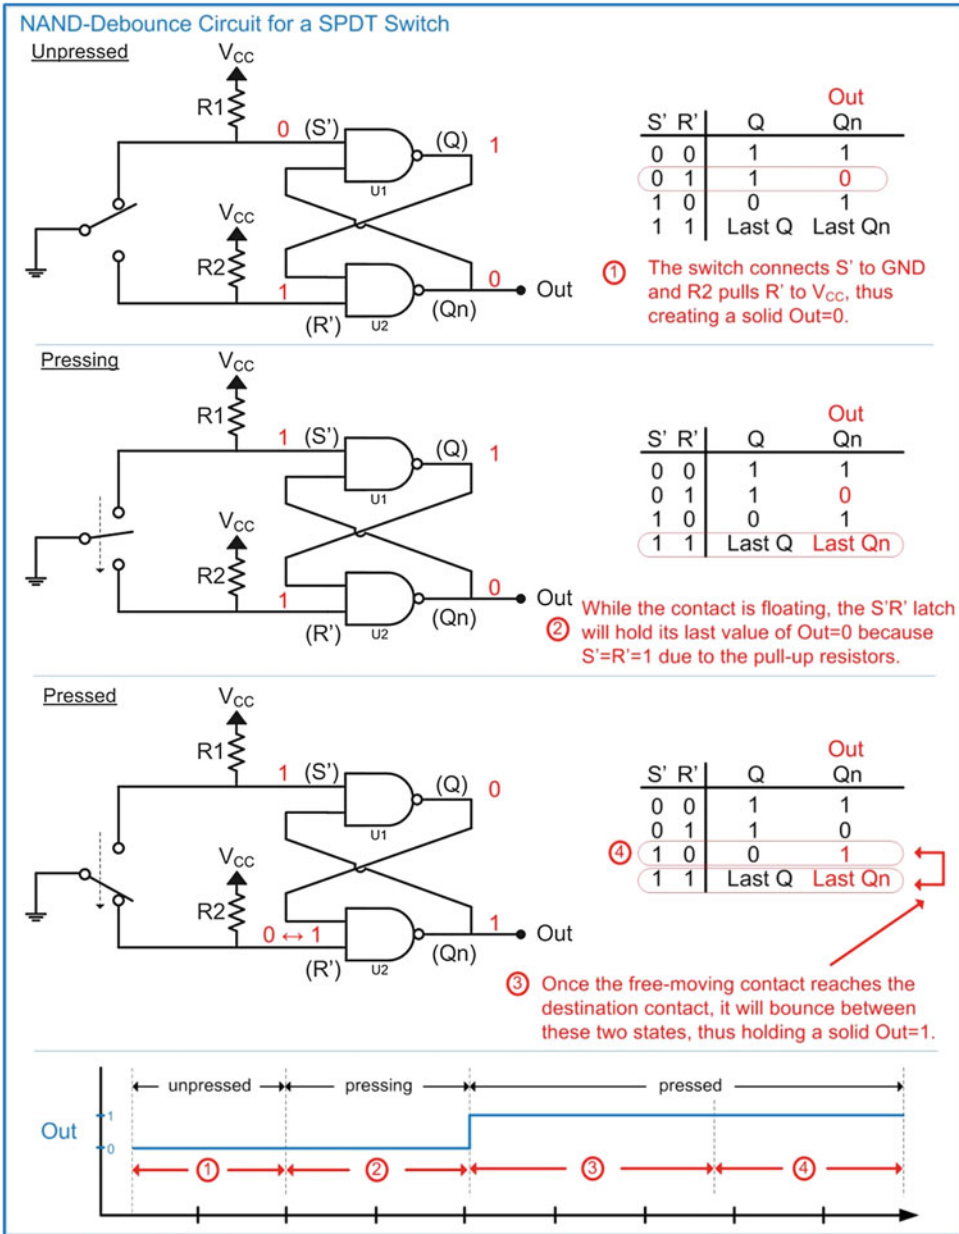 NAND-Debounce Circuit for a SPDT Switch
Unpressed
VCC
R1
0 (S’) (Q) 1
U1
VCC
R2
1 0 Out
(R’) U2 (Qn)
Out
S’ R’ Q Qn
0 0 1 1
0 1 1 0
1 0 0 1
1 1 Last Q Last Qn
1 The switch connects S’ to GND
and R2 pulls R’ to VCC, thus
creating a solid Out=0.
Pressing
VCC
R1
1 (S’) (Q) 1
U1
VCC
R2
1 0 Out
(R’) U2 (Qn)
Out
S’ R’ Q Qn
0 0 1 1
0 1 1 0
1 0 0 1
1 1 Last Q Last Qn
While the contact is floating, the S’R’ latch
2 will hold its last value of Out=0 because
S’=R’=1 due to the pull-up resistors.
Pressed
VCC
R1
1 (S’) (Q) 0
U1
VCC
R2
0 ↔ 1 1 Out
(R’) U2 (Qn)
Out
S’ R’ Q Qn
0 0 1 1
0 1 1 0
4 1 0 0 1
1 1 Last Q Last Qn
3 Once the free-moving contact reaches the
destination contact, it will bounce between
these two states, thus holding a solid Out=1.
unpressed pressing pressed
Out
1
0
1 2 3 4